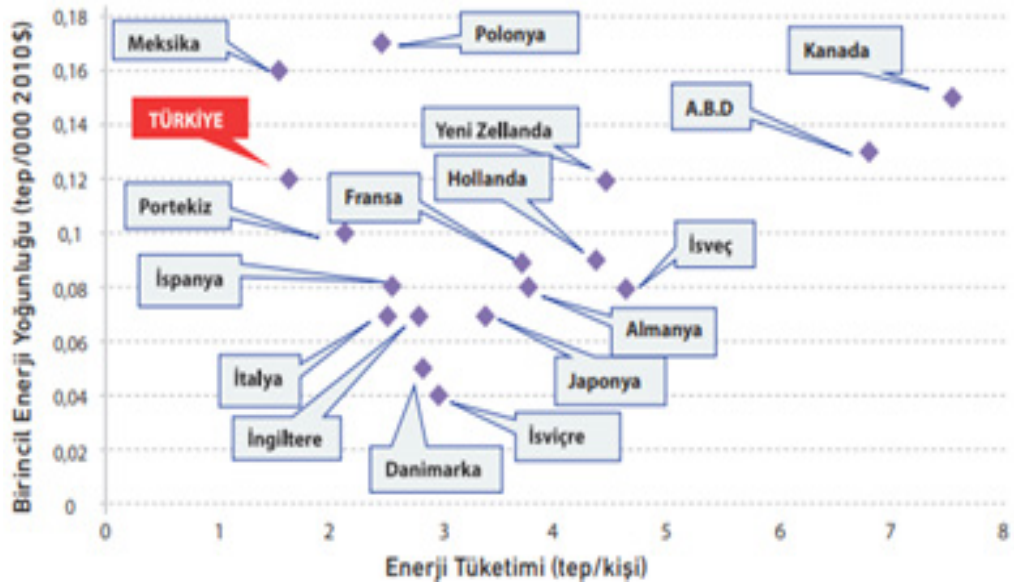 Birincil Enerji Yoğunluğu (tep/000 2010$)
0,18
0,16
0,14
0,12
0,1
0,08
0,06
0,04
0,02
0
Meksika
Polonya
Kanada
TÜRKİYE
A.B.D
Yeni Zellanda
Hollanda
Fransa
Portekiz
İsveç
İspanya
Almanya
İtalya
Japonya
İngiltere
İsviçre
Danimarka
0 1 2 3 4 5 6 7 8
Enerji Tüketimi (tep/kişi)